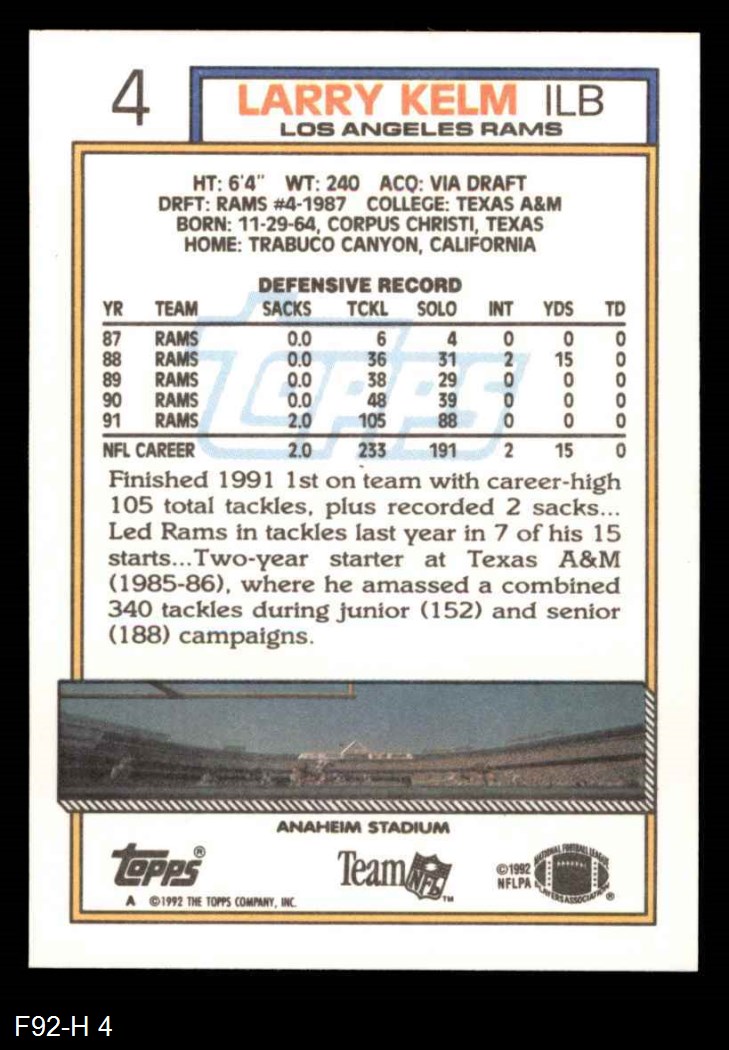 4
LARRY KELM ILB
LOS ANGELES RAMS
HT: 6'4" WT: 240 ACQ: VIA DRAFT
DRFT: RAMS #4-1987 COLLEGE: TEXAS A&M
BORN: 11-29-64, CORPUS CHRISTI, TEXAS
HOME: TRABUCO CANYON, CALIFORNIA
DEFENSIVE RECORD
YR TEAM SACKS TCKL SOLO INT YDS TD
87 RAMS 0.0 6 4 0 0 0
88 RAMS 0.0 36 31 2 15 0
89 RAMS 0.0 38 29 0 0 0
90 RAMS 0.0 48 39 0 0 0
91 RAMS 2.0 105 88 0 0 0
NFL CAREER 2.0 233 191 2 15 0
TOPPS
Finished 1991 1st on team with career-high
105 total tackles, plus recorded 2 sacks...
Led Rams in tackles last year in 7 of his 15
starts...Two-year starter at Texas A&M
(1985-86), where he amassed a combined
340 tackles during junior (152) and senior
(188) campaigns.
ANAHEIM STADIUM
TOPPS®
A ©1992 THE TOPPS COMPANY, INC.
Team NFL ™
©1992
NFLPA
NATIONAL FOOTBALL LEAGUE
PLAYERS ASSOCIATION ®
F92-H 4